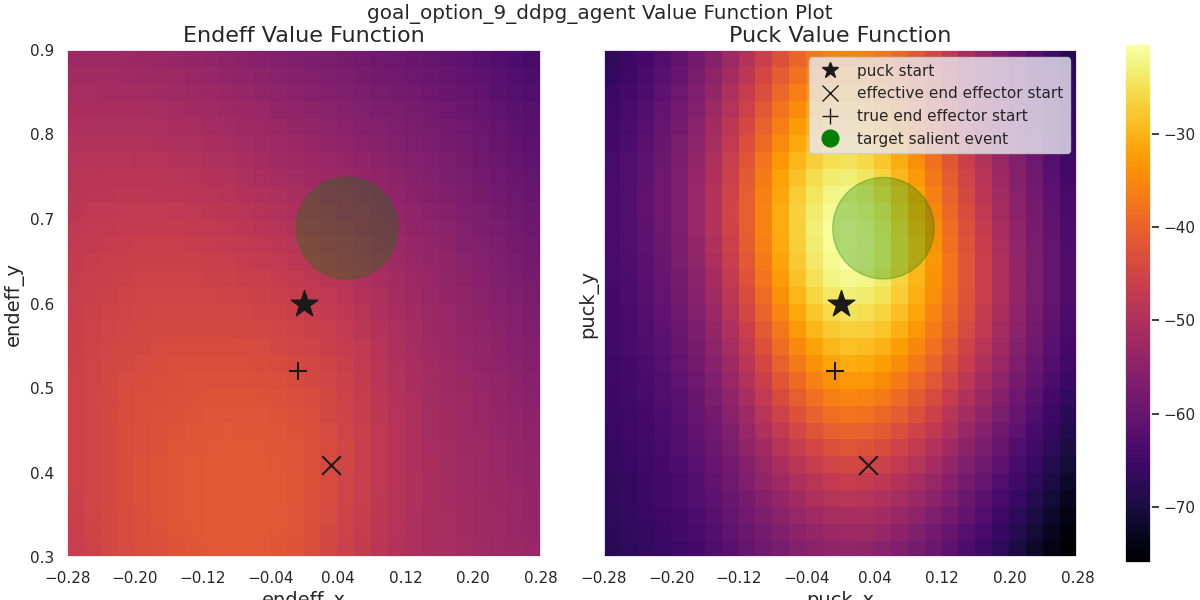 goal_option_9_ddpg_agent Value Function Plot
Endeff Value Function
Puck Value Function
0.9
0.8
0.7
0.6
0.5
0.4
0.3
endeff_y
−0.28 −0.20 −0.12 −0.04 0.04 0.12 0.20 0.28
endeff_x
puck_y
puck start
effective end effector start
true end effector start
target salient event
−0.28 −0.20 −0.12 −0.04 0.04 0.12 0.20 0.28
puck_x
−30
−40
−50
−60
−70